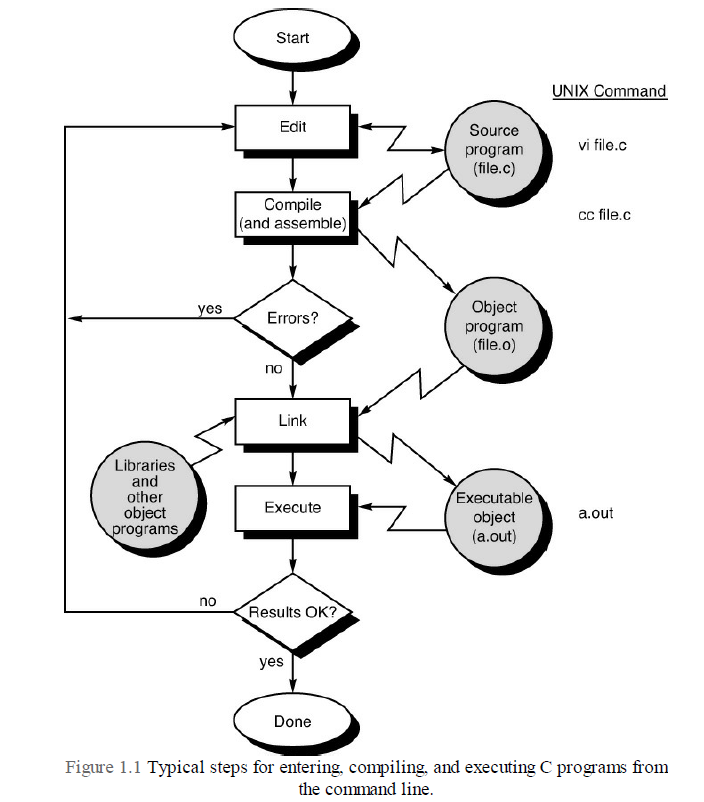 Start
UNIX Command
Edit
Source
program
(file.c)
vi file.c
Compile
(and assemble)
cc file.c
yes
Errors?
Object
program
(file.o)
no
Link
Libraries
and
other
object
programs
Execute
Executable
object
(a.out)
a.out
no
Results OK?
yes
Done
Figure 1.1 Typical steps for entering, compiling, and executing C programs from
the command line.